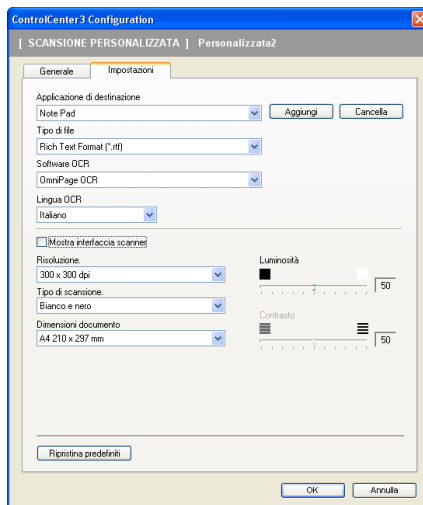 ControlCenter3 Configuration
[ SCANSIONE PERSONALIZZATA ] Personalizzata2
Generale Impostazioni
Applicazione di destinazione
Note Pad Aggiungi Cancella
Tipo di file
Rich Text Format (*.rtf)
Software OCR
OmniPage OCR
Lingua OCR
Italiano
Mostra interfaccia scanner
Risoluzione. Luminosità
300 x 300 dpi 50
Tipo di scansione.
Bianco e nero
Contrasto
Dimensioni documento
A4 210 x 297 mm 50
Ripristina predefiniti
OK Annulla